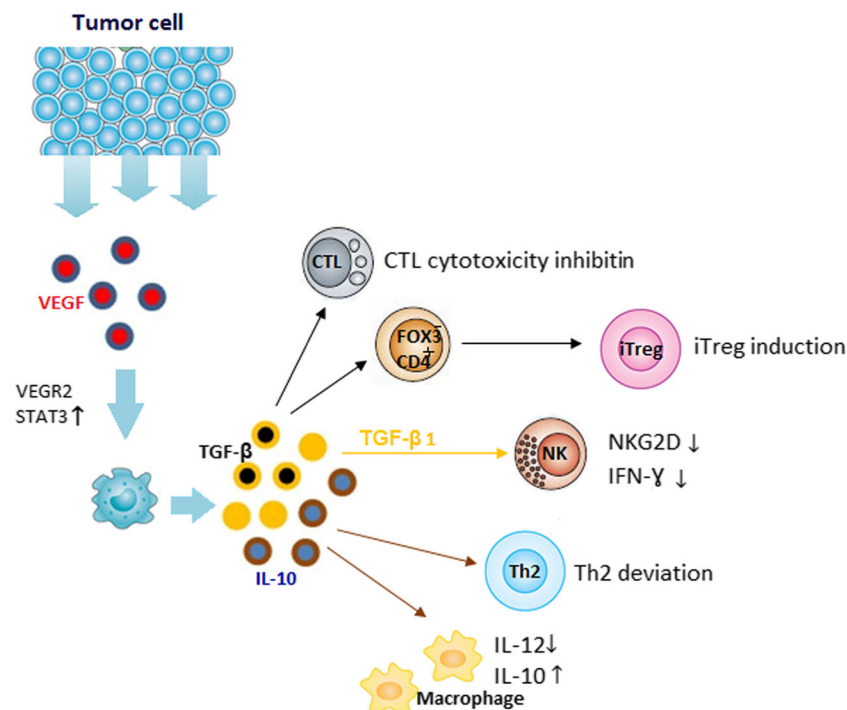 Tumor cell
VEGF
VEGR2
STAT3↑
CTL
CTL cytotoxicity inhibitin
FOX3-
CD4+
iTreg
iTreg induction
TGF-β
TGF-β1
NK
NKG2D ↓
IFN-Ɣ ↓
IL-10
Th2
Th2 deviation
IL-12↓
IL-10↑
Macrophage